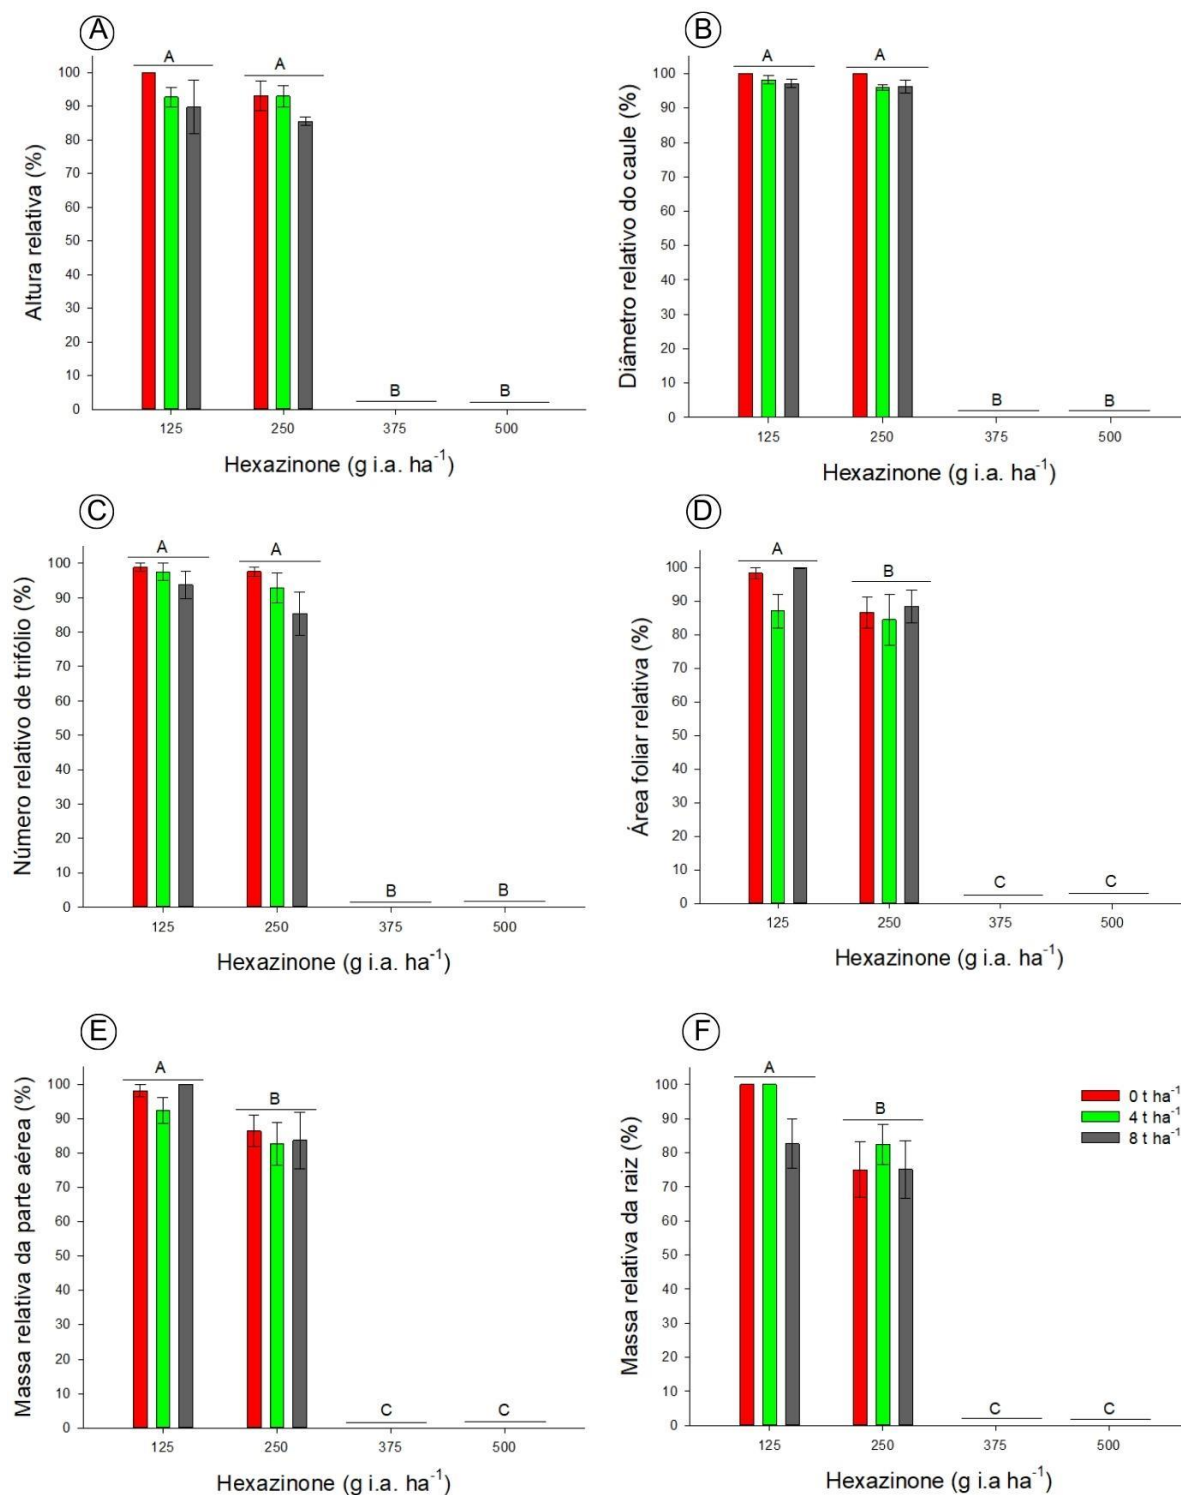 A
Altura relativa (%)
100
90
80
70
60
50
40
30
20
10
0
A
A
B
B
125
250
375
500
Hexazinone (g i.a. ha⁻¹)
B
Diâmetro relativo do caule (%)
100
90
80
70
60
50
40
30
20
10
0
A
A
B
B
125
250
375
500
Hexazinone (g i.a. ha⁻¹)
C
Número relativo de trifólio (%)
100
90
80
70
60
50
40
30
20
10
0
A
A
B
B
125
250
375
500
Hexazinone (g i.a. ha⁻¹)
D
Área foliar relativa (%)
100
90
80
70
60
50
40
30
20
10
0
A
B
C
C
125
250
375
500
Hexazinone (g i.a. ha⁻¹)
E
Massa relativa da parte aérea (%)
100
90
80
70
60
50
40
30
20
10
0
A
B
C
C
125
250
375
500
Hexazinone (g i.a. ha⁻¹)
F
Massa relativa da raiz (%)
100
90
80
70
60
50
40
30
20
10
0
A
B
C
C
0 t ha⁻¹
4 t ha⁻¹
8 t ha⁻¹
125
250
375
500
Hexazinone (g i.a ha⁻¹)